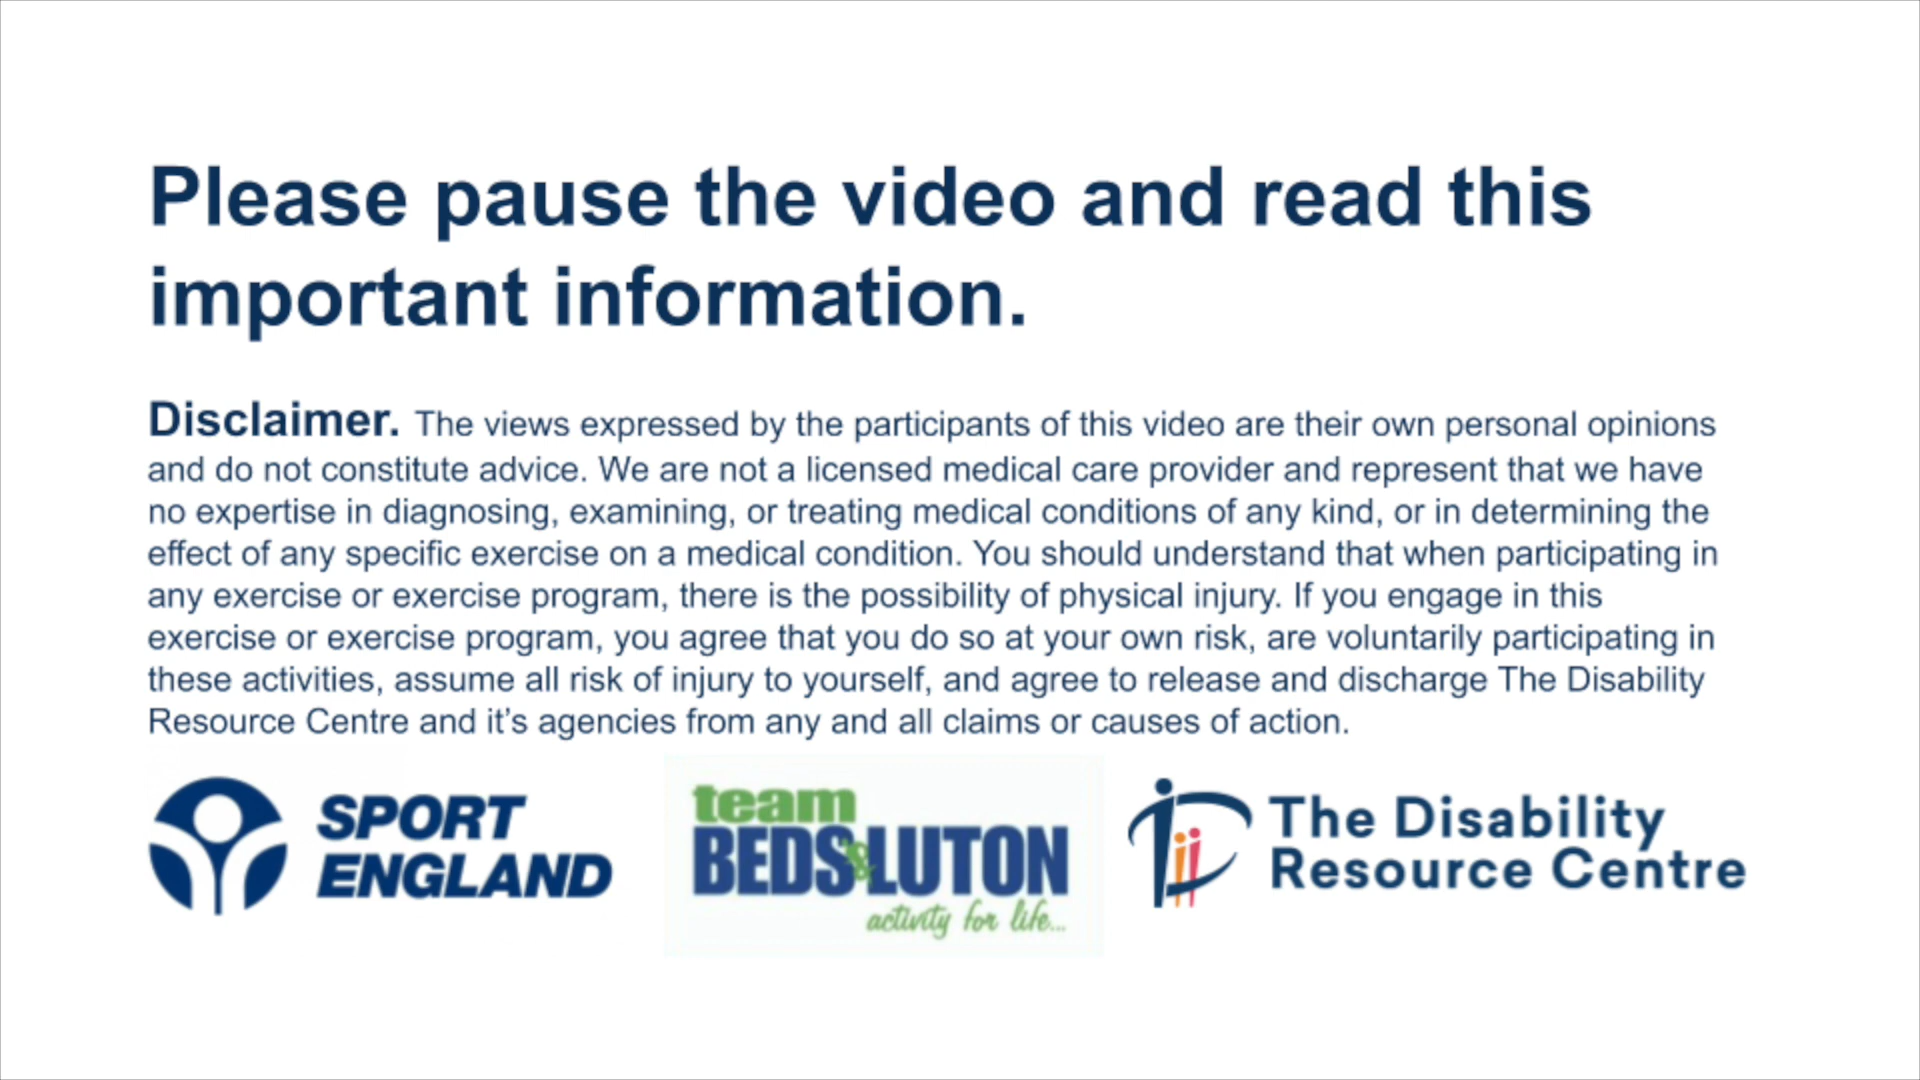 Please pause the video and read this
important information.
Disclaimer. The views expressed by the participants of this video are their own personal opinions
and do not constitute advice. We are not a licensed medical care provider and represent that we have
no expertise in diagnosing, examining, or treating medical conditions of any kind, or in determining the
effect of any specific exercise on a medical condition. You should understand that when participating in
any exercise or exercise program, there is the possibility of physical injury. If you engage in this
exercise or exercise program, you agree that you do so at your own risk, are voluntarily participating in
these activities, assume all risk of injury to yourself, and agree to release and discharge The Disability
Resource Centre and it's agencies from any and all claims or causes of action.
SPORT
ENGLAND
team
BEDS&LUTON
activity for life...
The Disability
Resource Centre